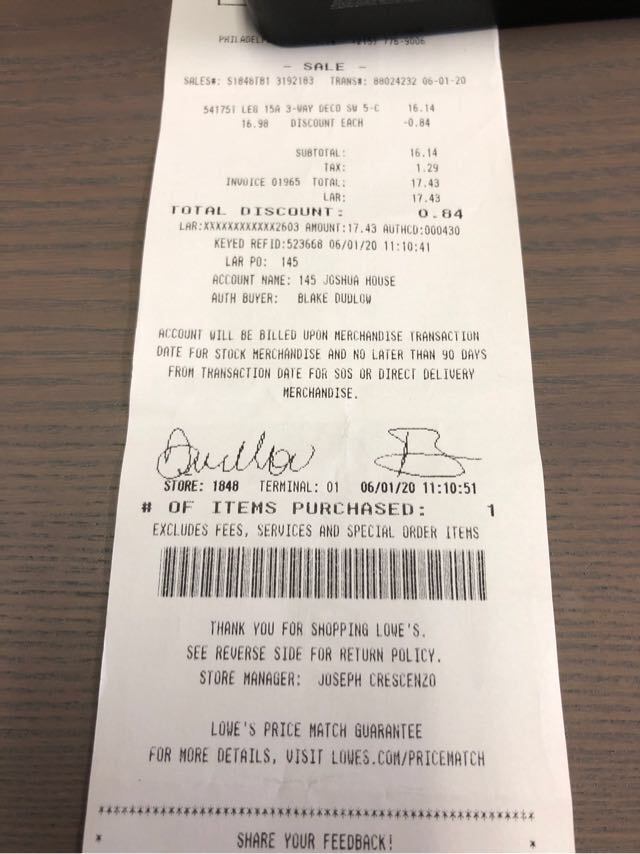 - SALE -
SALES#: S1848TB1 3192183 TRANS#: 88024232 06-01-20
541751 LEG 15A 3-WAY DECO SW 5-C 16.14
16.98 DISCOUNT EACH -0.84
SUBTOTAL: 16.14
TAX: 1.29
INVOICE 01965 TOTAL: 17.43
LAR: 17.43
TOTAL DISCOUNT: 0.84
LAR:XXXXXXXXXXXX2603 AMOUNT:17.43 AUTHCD:000430
KEYED REFID:523668 06/01/20 11:10:41
LAR PO: 145
ACCOUNT NAME: 145 JOSHUA HOUSE
AUTH BUYER: BLAKE DUDLOW
ACCOUNT WILL BE BILLED UPON MERCHANDISE TRANSACTION
DATE FOR STOCK MERCHANDISE AND NO LATER THAN 90 DAYS
FROM TRANSACTION DATE FOR SOS OR DIRECT DELIVERY
MERCHANDISE.
STORE: 1848 TERMINAL: 01 06/01/20 11:10:51
# OF ITEMS PURCHASED: 1
EXCLUDES FEES, SERVICES AND SPECIAL ORDER ITEMS
THANK YOU FOR SHOPPING LOWE'S.
SEE REVERSE SIDE FOR RETURN POLICY.
STORE MANAGER: JOSEPH CRESCENZO
LOWE'S PRICE MATCH GUARANTEE
FOR MORE DETAILS, VISIT LOWES.COM/PRICEMATCH
* SHARE YOUR FEEDBACK! *